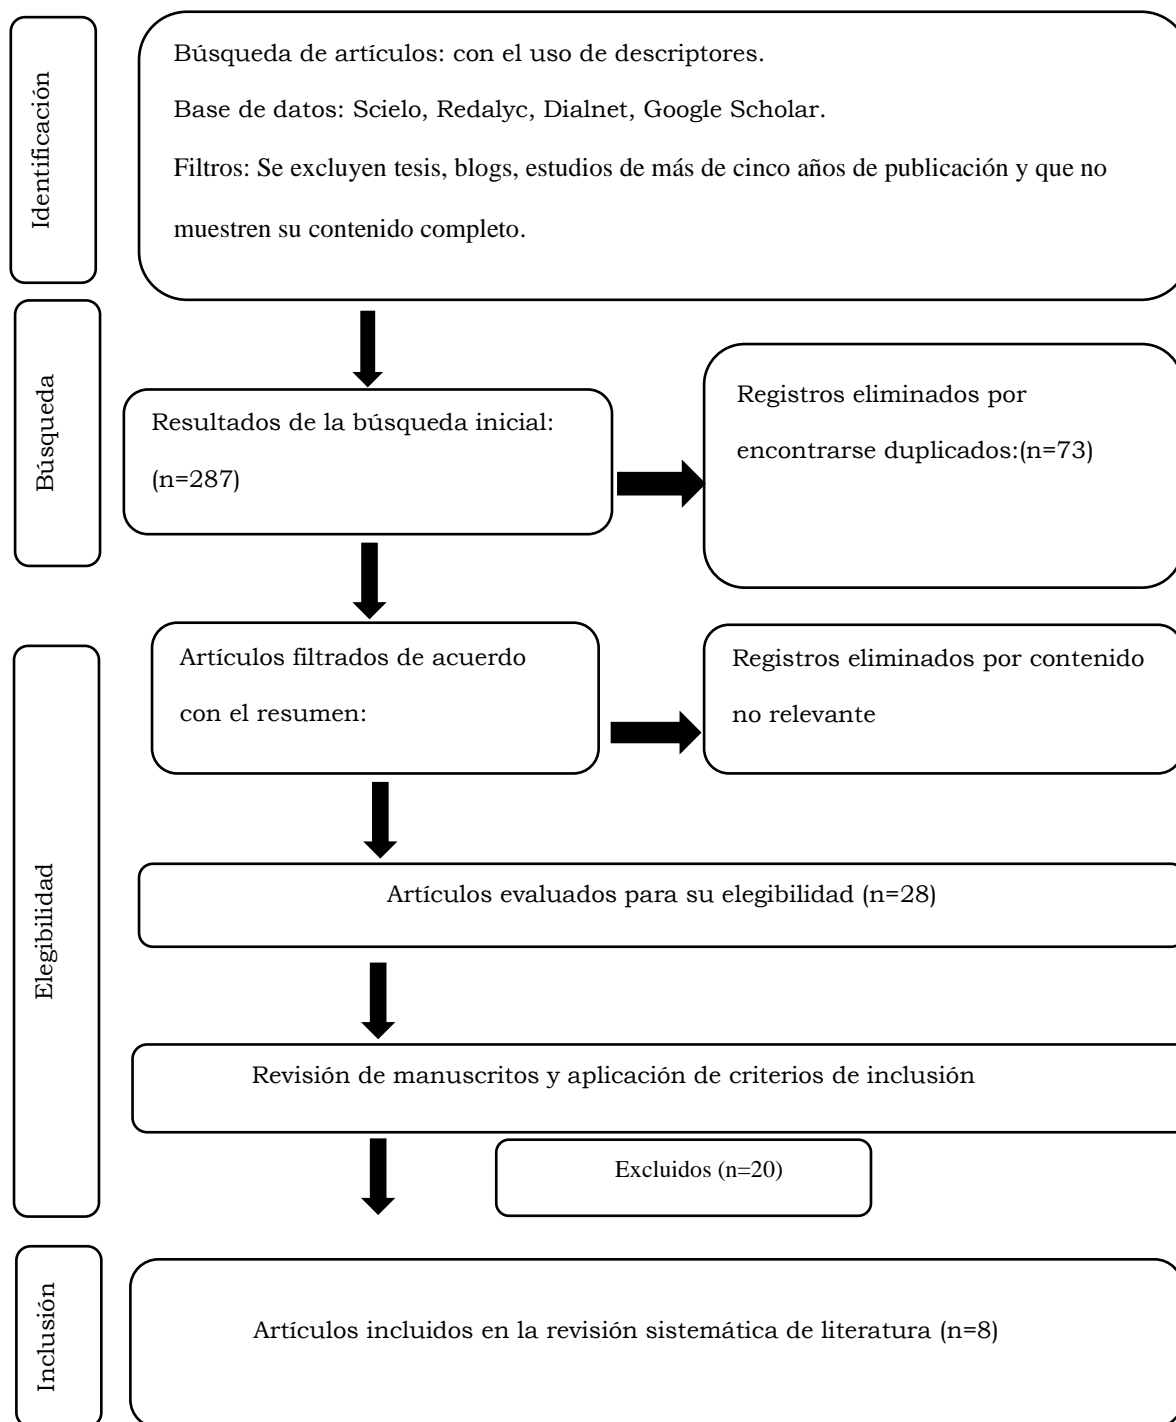 Identificación
Búsqueda de artículos: con el uso de descriptores.
Base de datos: Scielo, Redalyc, Dialnet, Google Scholar.
Filtros: Se excluyen tesis, blogs, estudios de más de cinco años de publicación y que no
muestren su contenido completo.
Búsqueda
Resultados de la búsqueda inicial:
(n=287)
Registros eliminados por
encontrarse duplicados:(n=73)
Elegibilidad
Artículos filtrados de acuerdo
con el resumen:
Registros eliminados por contenido
no relevante
Artículos evaluados para su elegibilidad (n=28)
Revisión de manuscritos y aplicación de criterios de inclusión
Excluidos (n=20)
Inclusión
Artículos incluidos en la revisión sistemática de literatura (n=8)